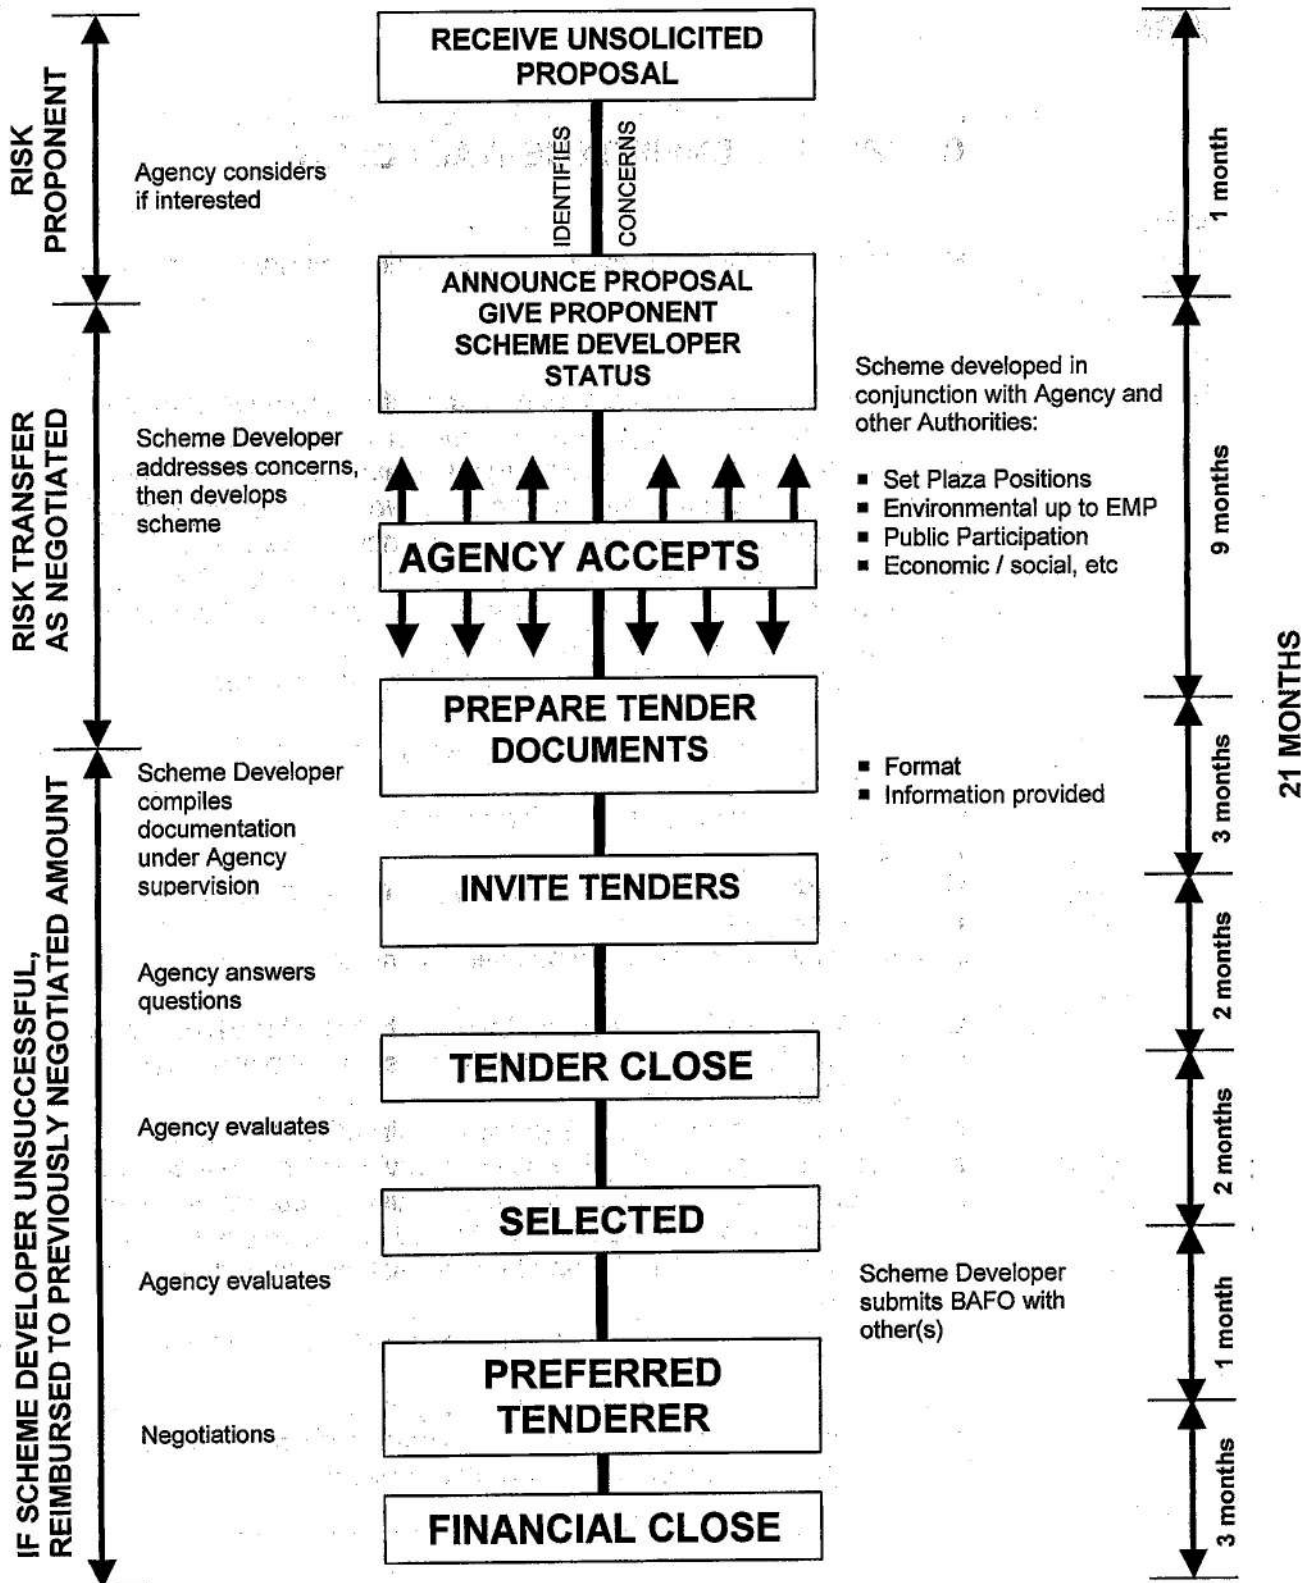 RECEIVE UNSOLICITED
PROPOSAL
IDENTIFIES
CONCERNS
RISK
PROPONENT
Agency considers
if interested
1 month
ANNOUNCE PROPOSAL
GIVE PROPONENT
SCHEME DEVELOPER
STATUS
RISK TRANSFER
AS NEGOTIATED
Scheme Developer
addresses concerns,
then develops
scheme
Scheme developed in
conjunction with Agency and
other Authorities:
▪ Set Plaza Positions
▪ Environmental up to EMP
▪ Public Participation
▪ Economic / social, etc
9 months
AGENCY ACCEPTS
21 MONTHS
PREPARE TENDER
DOCUMENTS
IF SCHEME DEVELOPER UNSUCCESSFUL,
REIMBURSED TO PREVIOUSLY NEGOTIATED AMOUNT
Scheme Developer
compiles
documentation
under Agency
supervision
▪ Format
▪ Information provided
3 months
INVITE TENDERS
Agency answers
questions
2 months
TENDER CLOSE
Agency evaluates
2 months
SELECTED
Agency evaluates
Scheme Developer
submits BAFO with
other(s)
1 month
PREFERRED
TENDERER
Negotiations
3 months
FINANCIAL CLOSE